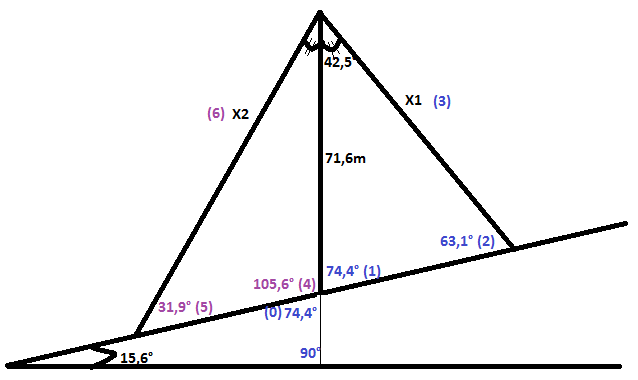 42,5°
(6) X2
X1 (3)
71,6m
63,1° (2)
74,4° (1)
105,6° (4)
31,9° (5)
(0) 74,4°
90°
15,6°